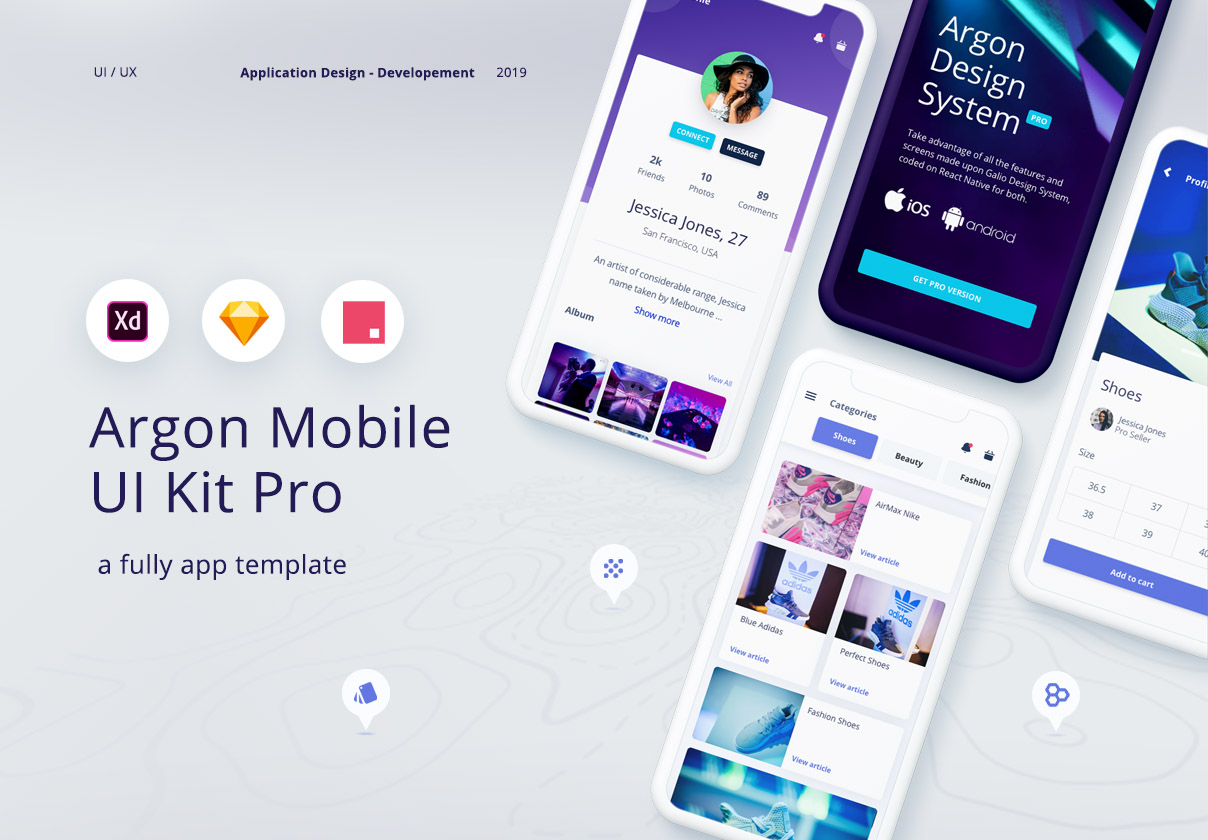 UI / UX
Application Design - Developement
2019
Xd
Argon Mobile
UI Kit Pro
a fully app template
CONNECT
MESSAGE
2k
Friends
10
Photos
89
Comments
Jessica Jones, 27
San Francisco, USA
An artist of considerable range, Jessica
name taken by Melbourne ...
Show more
Album
View All
Argon
Design
System
PRO
Take advantage of all the features and
screens made upon Galio Design System,
coded on React Native for both.
iOS
android
GET PRO VERSION
Categories
Shoes
Beauty
Fashion
AirMax Nike
View article
adidas
Blue Adidas
View article
adidas
Perfect Shoes
View article
Fashion Shoes
View article
Shoes
Jessica Jones
Pro Seller
Size
36.5
37
38
39
40
Add to cart